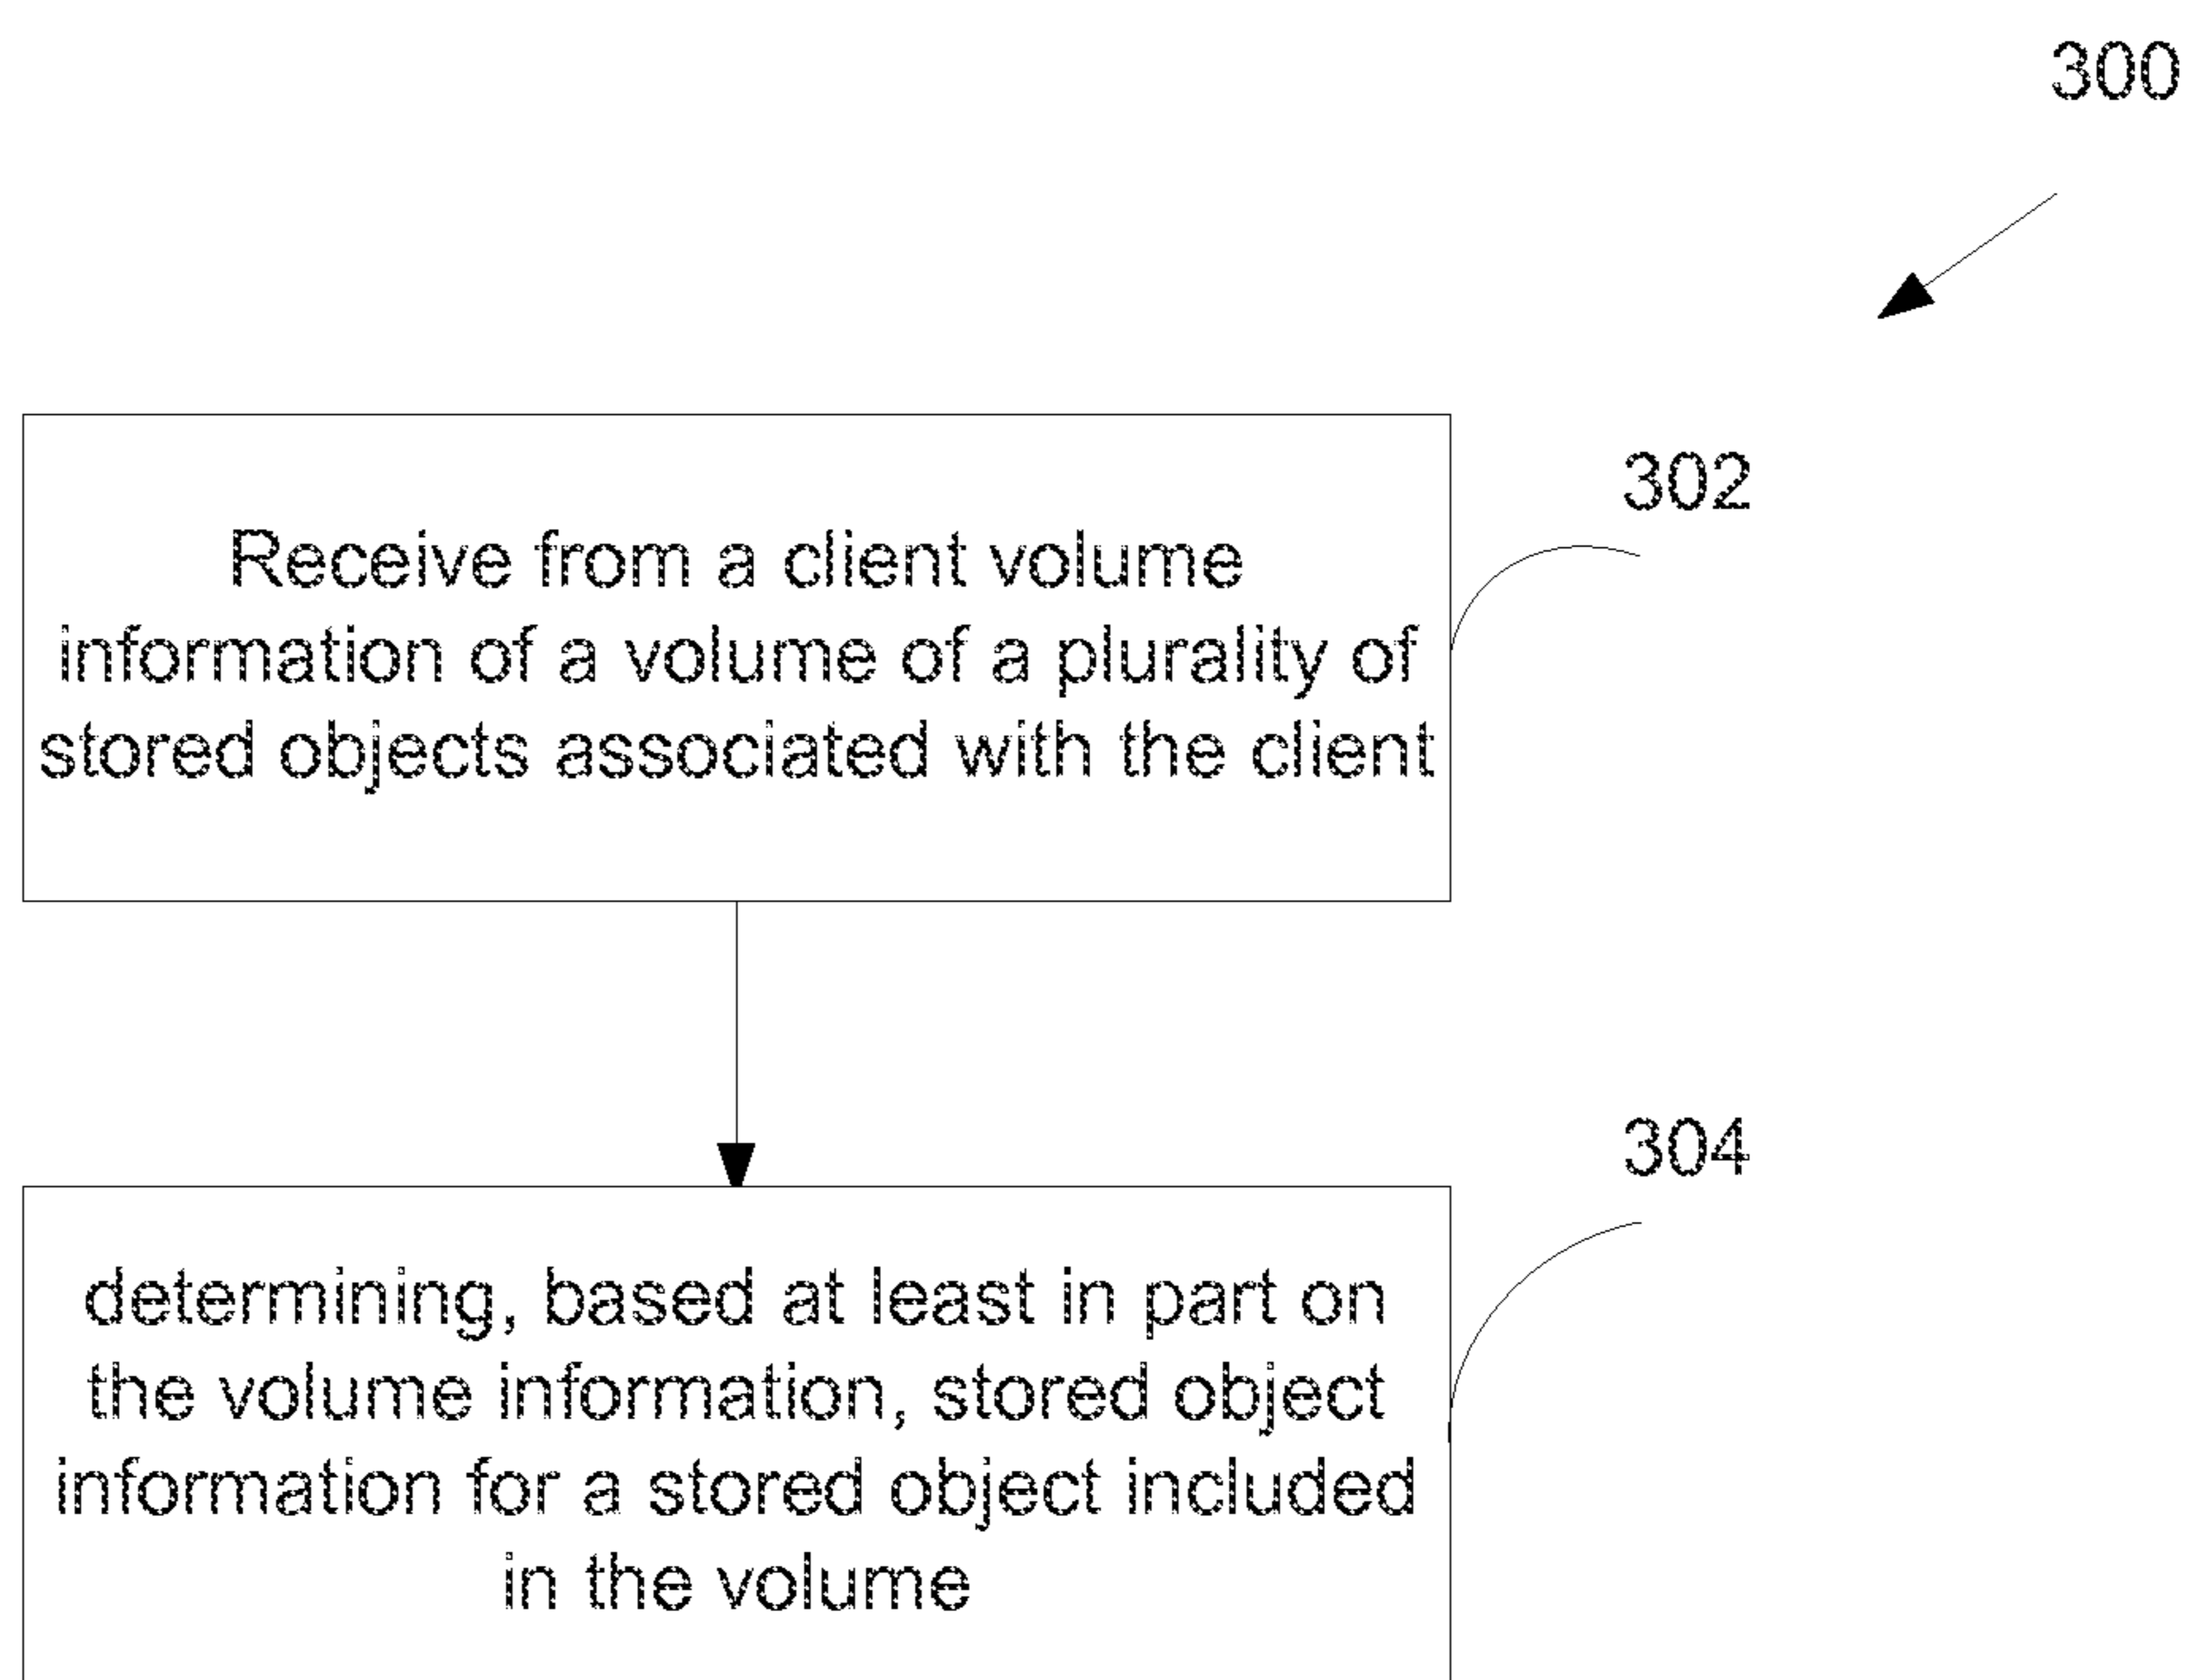 300
302
Receive from a client volume
information of a volume of a plurality of
stored objects associated with the client
304
determining, based at least in part on
the volume information, stored object
information for a stored object included
in the volume